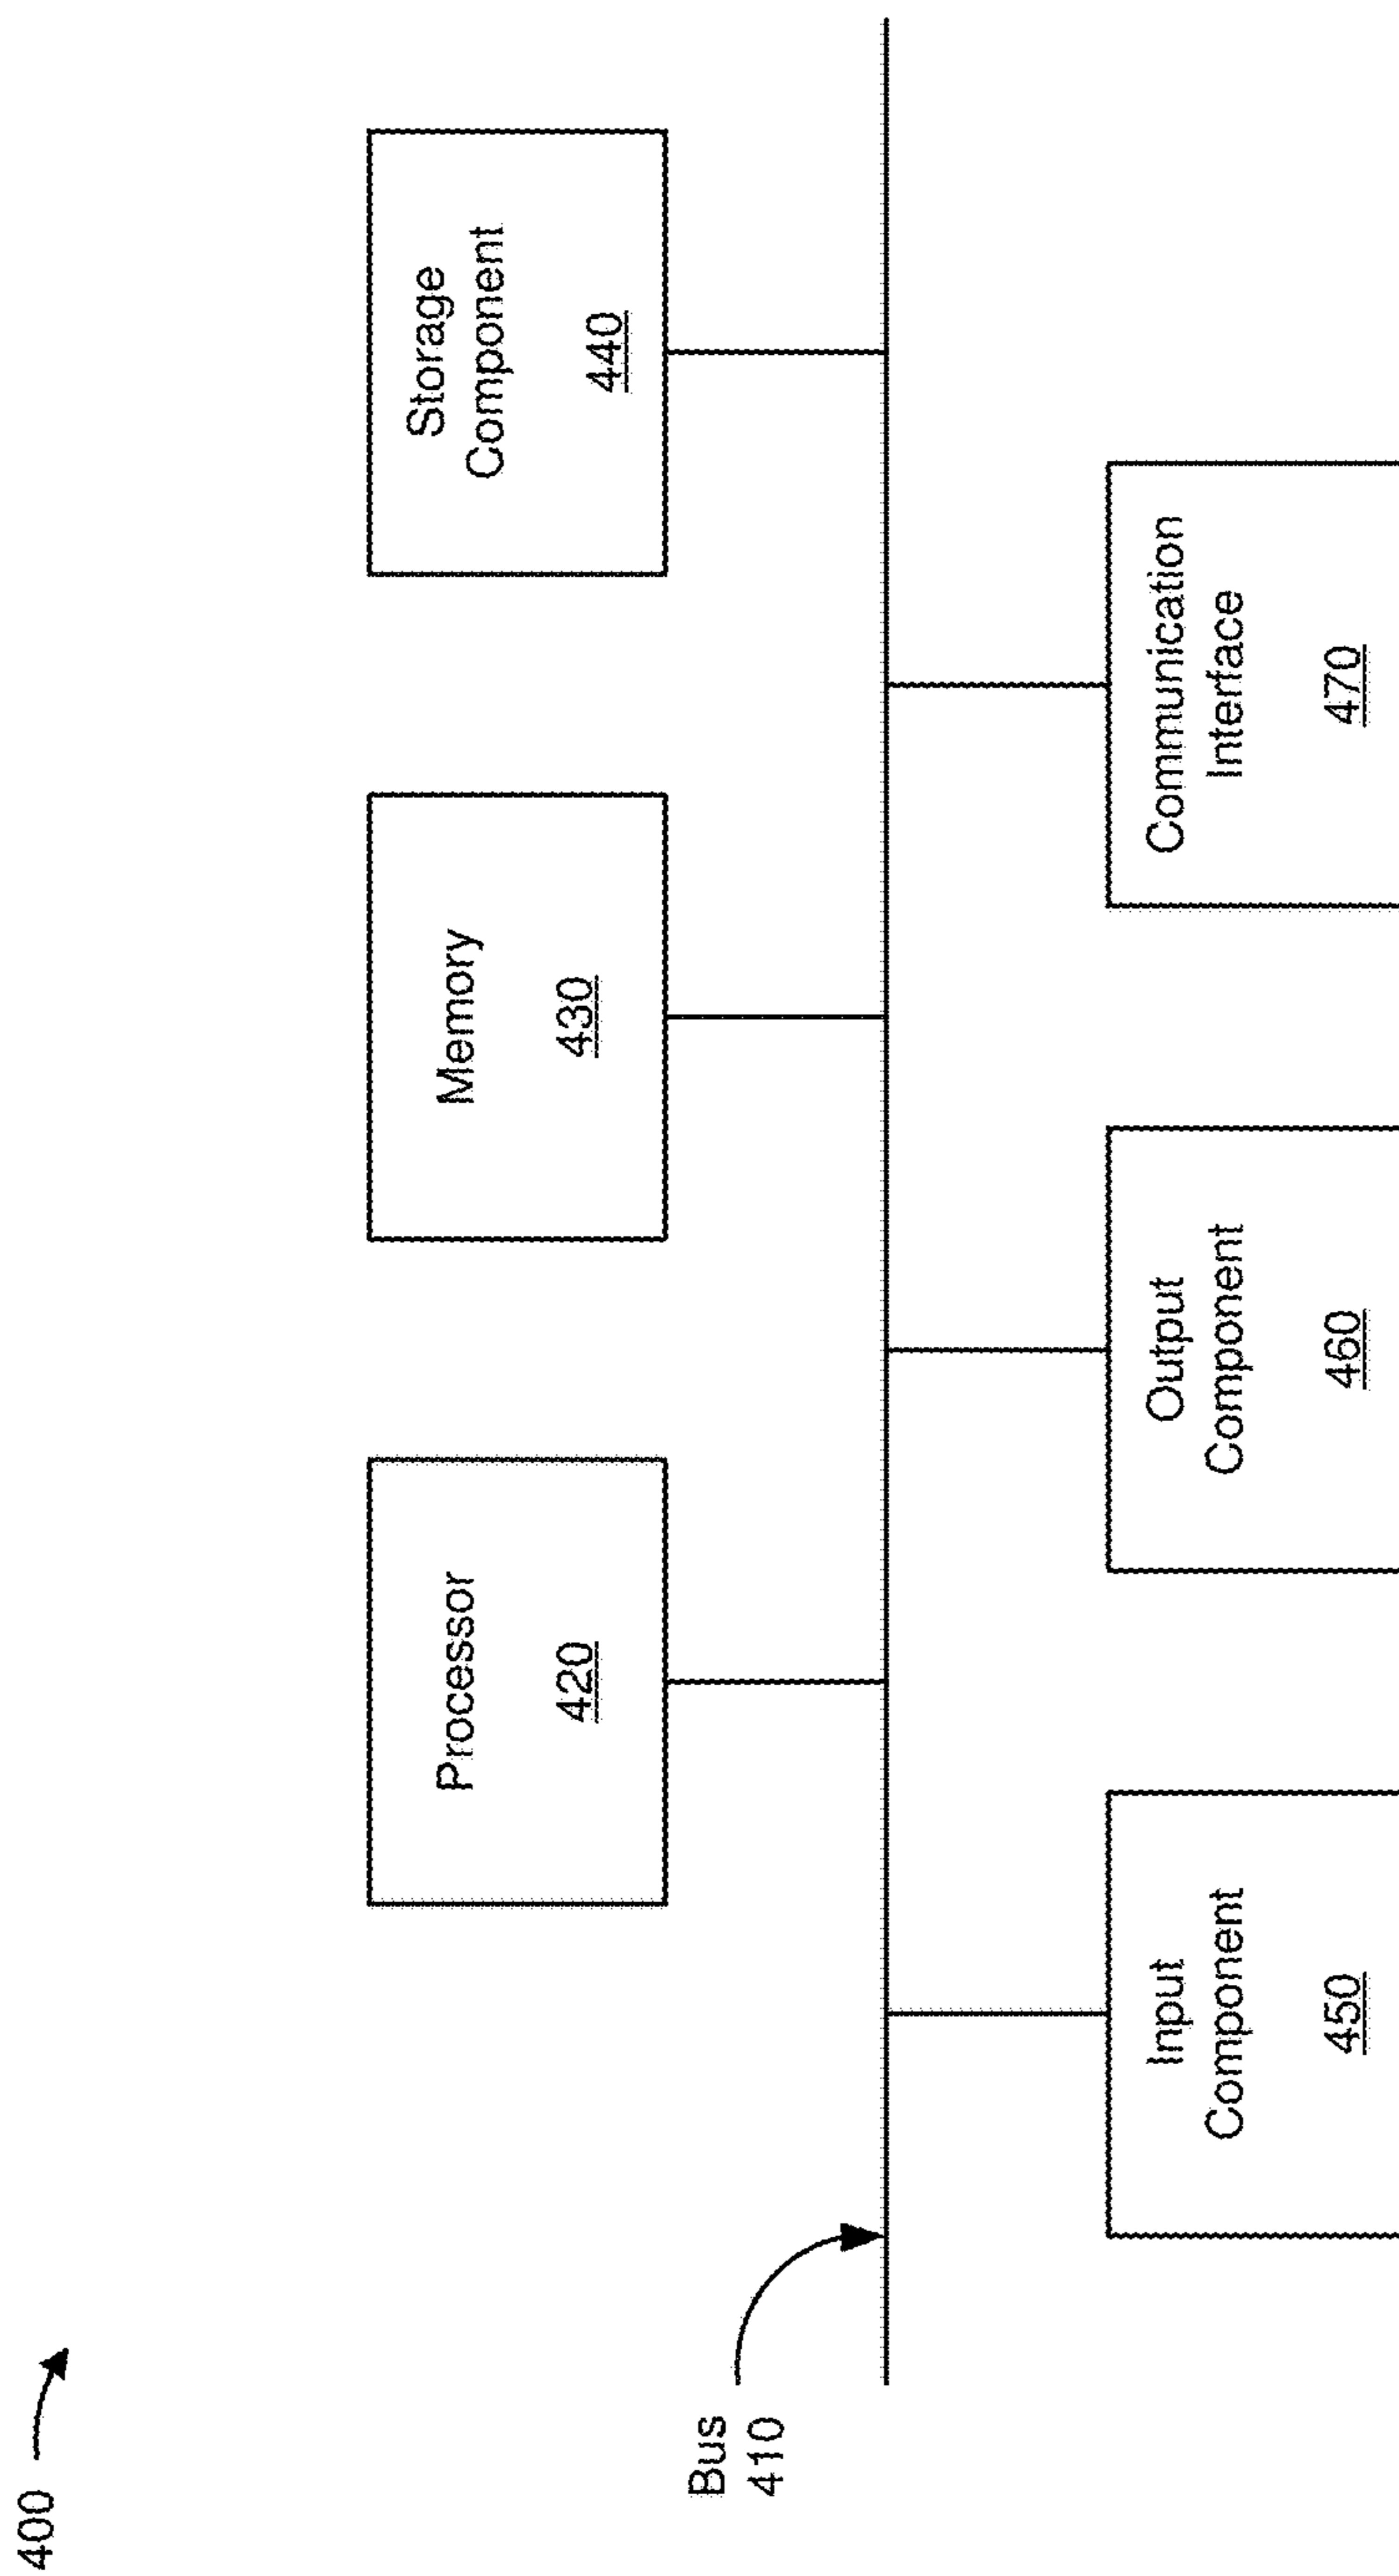 400
Processor
420
Memory
430
Storage
Component
440
Bus
410
Input
Component
450
Output
Component
460
Communication
Interface
470